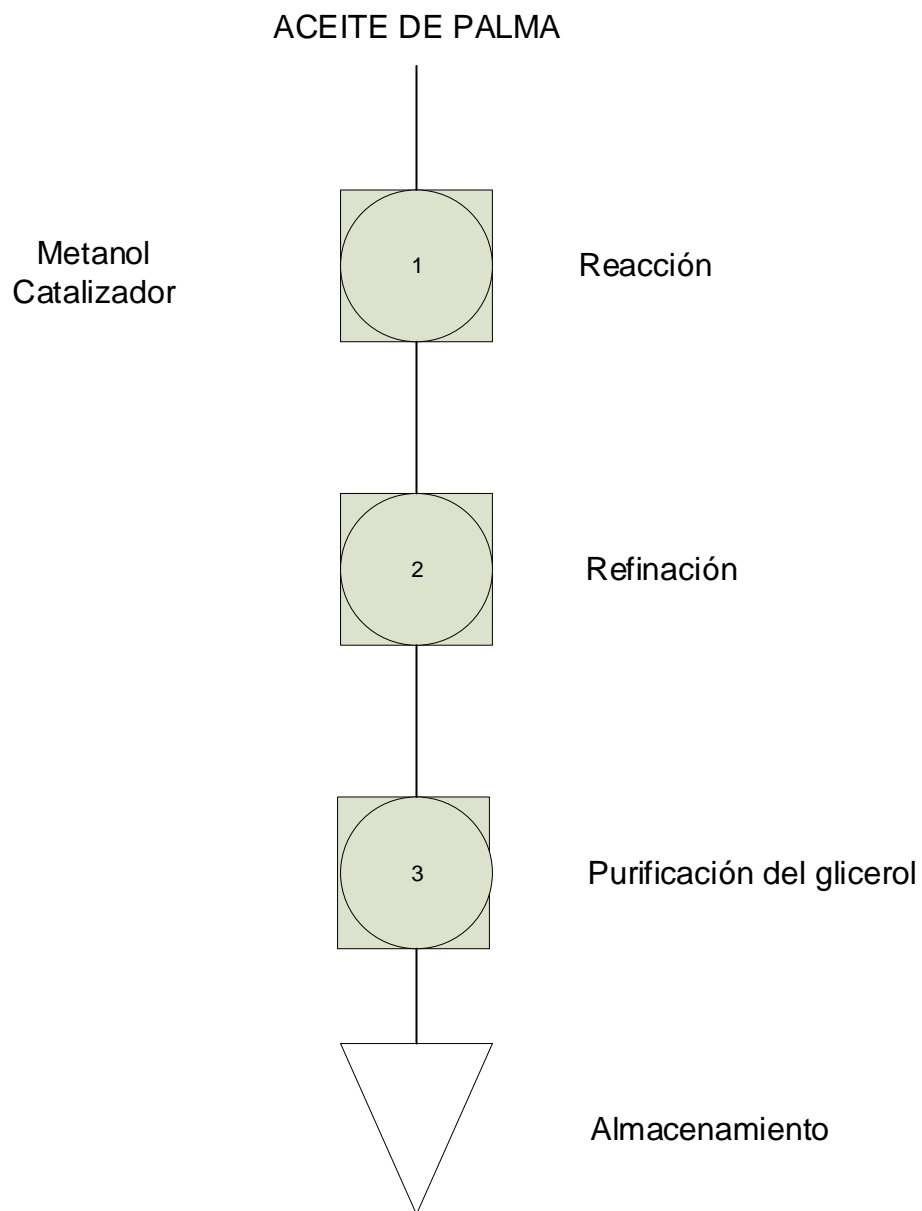 ACEITE DE PALMA
Metanol
Catalizador
1
Reacción
2
Refinación
3
Purificación del glicerol
Almacenamiento